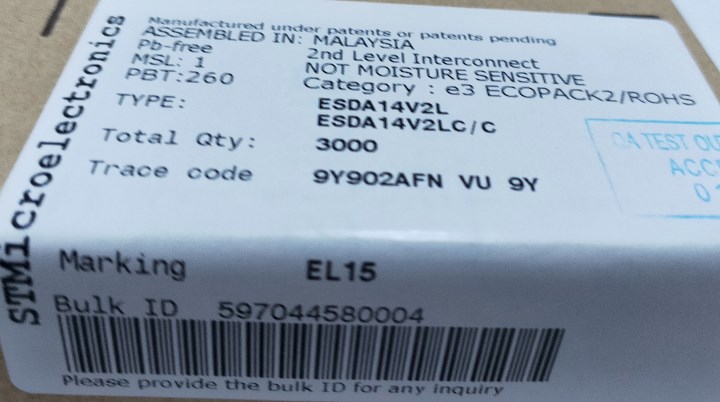 STMicroelectronics
Manufactured under patents or patents pending
ASSEMBLED IN: MALAYSIA
Pb-free 2nd Level Interconnect
MSL: 1 NOT MOISTURE SENSITIVE
PBT:260 Category : e3 ECOPACK2/ROHS
TYPE: ESDA14V2L
ESDA14V2LC/C
Total Qty: 3000
Trace code 9Y902AFN VU 9Y
QA TEST
ACC
0
Marking EL15
Bulk ID 597044580004
Please provide the bulk ID for any inquiry